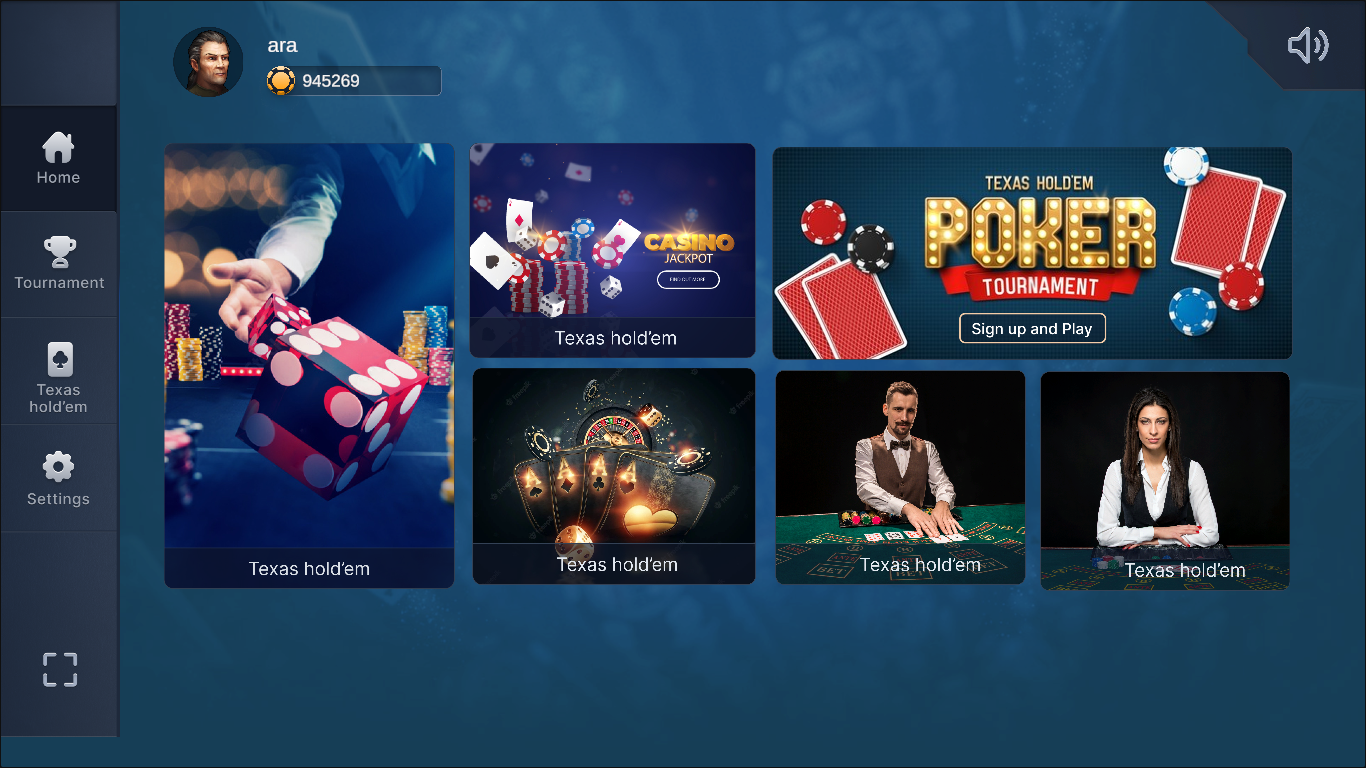 ara
945269
Home
Tournament
Texas
hold'em
Settings
CASINO
JACKPOT
FIND OUT MORE
Texas hold'em
TEXAS HOLD'EM
POKER
TOURNAMENT
Sign up and Play
Texas hold'em
Texas hold'em
Texas hold'em
Texas hold'em